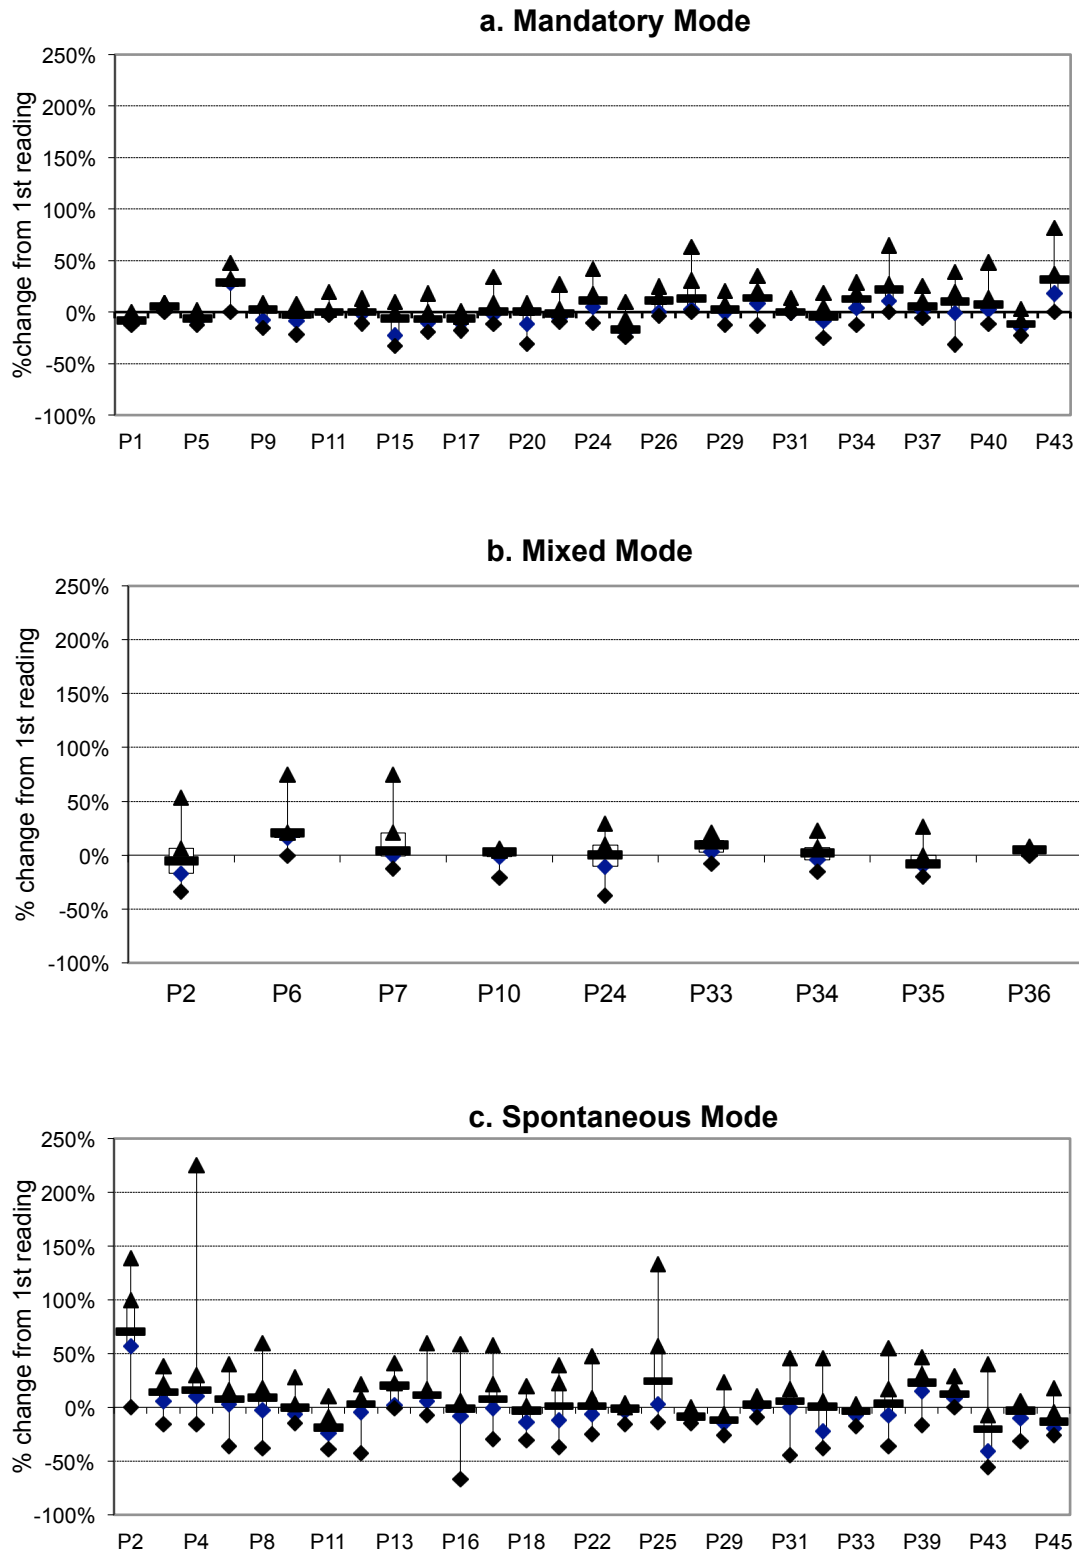 a. Mandatory Mode
%change from 1st reading
250%
200%
150%
100%
50%
0%
-50%
-100%
P1 P5 P9 P11 P15 P17 P20 P24 P26 P29 P31 P34 P37 P40 P43
b. Mixed Mode
% change from 1st reading
250%
200%
150%
100%
50%
0%
-50%
-100%
P2 P6 P7 P10 P24 P33 P34 P35 P36
c. Spontaneous Mode
% change from 1st reading
250%
200%
150%
100%
50%
0%
-50%
-100%
P2 P4 P8 P11 P13 P16 P18 P22 P25 P29 P31 P33 P39 P43 P45